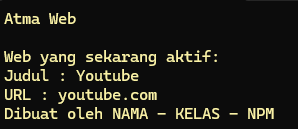 Atma Web

Web yang sekarang aktif:
Judul : Youtube
URL : youtube.com
Dibuat oleh NAMA - KELAS - NPM